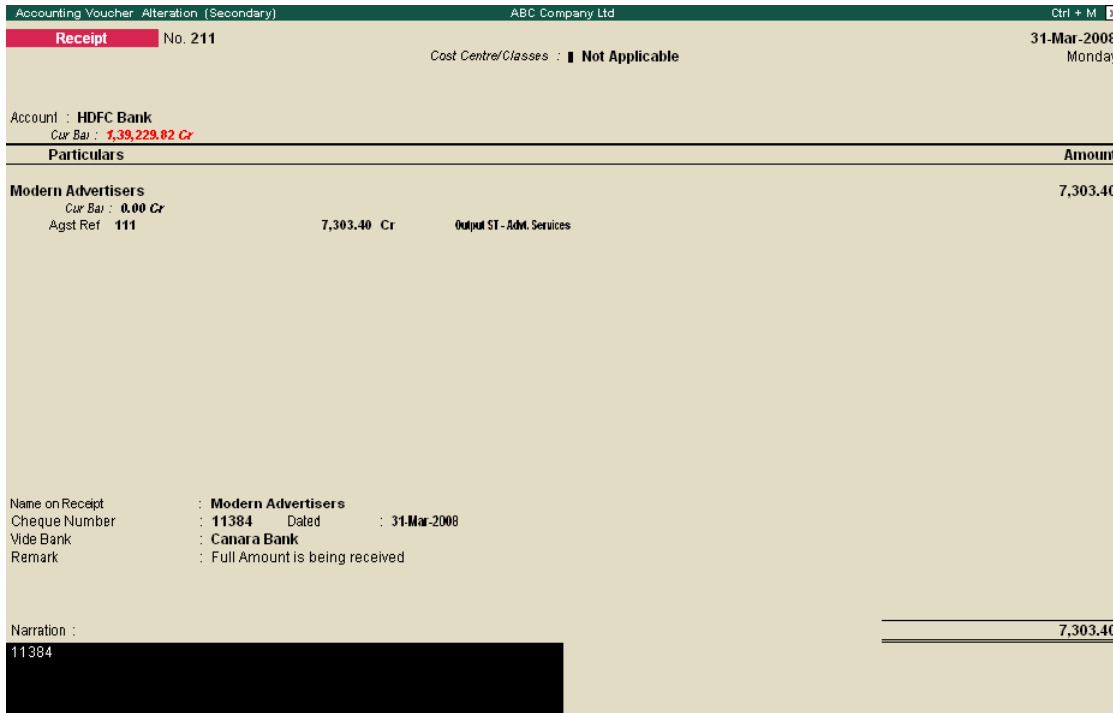 Accounting Voucher Alteration (Secondary) ABC Company Ltd Ctrl + M
Receipt No. 211 31-Mar-2008
Cost Centre/Classes : Not Applicable Monday
Account : HDFC Bank
Cur Bal : 1,39,229.82 Cr
Particulars Amount
Modern Advertisers 7,303.40
Cur Bal : 0.00 Cr
Agst Ref 111 7,303.40 Cr Output ST - Advt. Services
Name on Receipt : Modern Advertisers
Cheque Number : 11384 Dated : 31-Mar-2008
Vide Bank : Canara Bank
Remark : Full Amount is being received
Narration : 7,303.40
11384